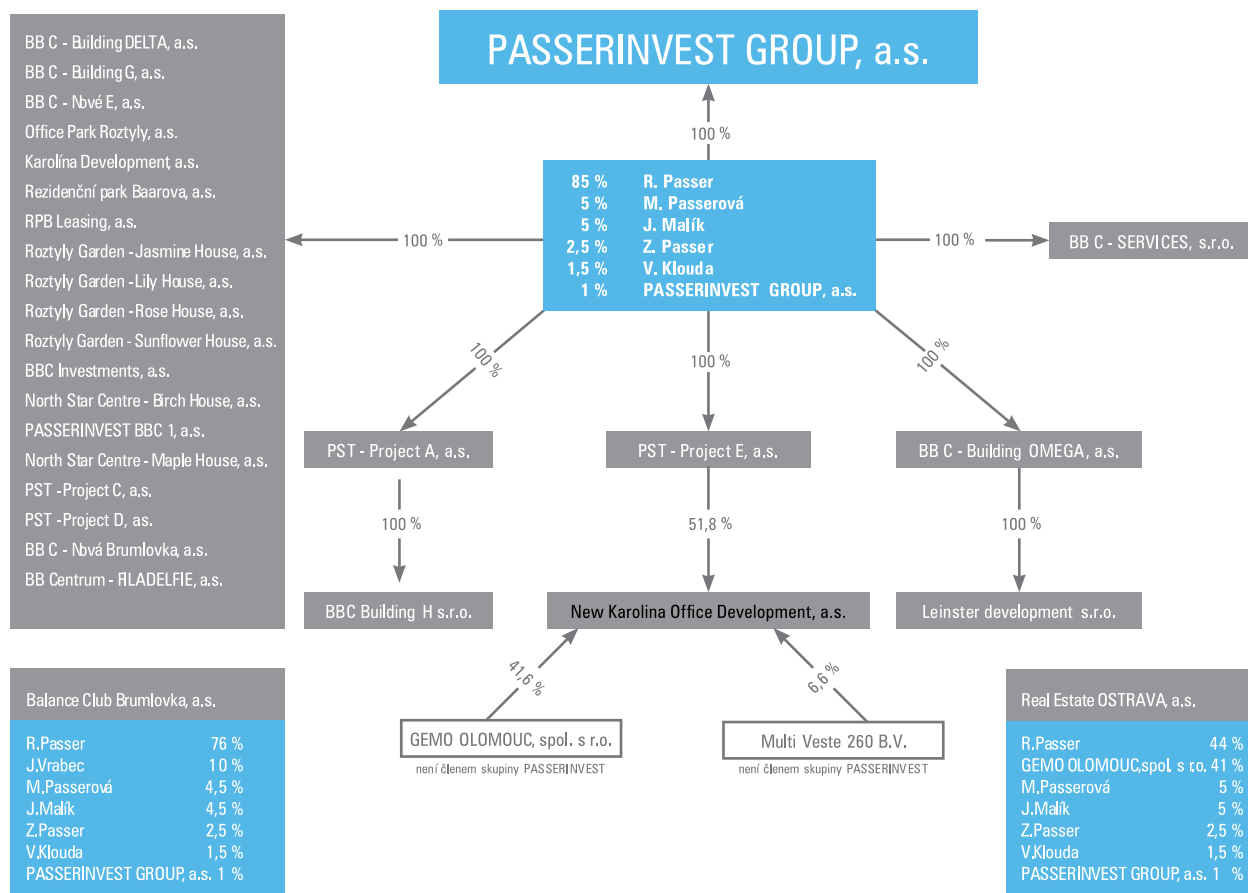 PASSERINVEST GROUP, a.s.
BB C - Building DELTA, a.s.
BB C - Building G, a.s.
BB C - Nové E, a.s.
Office Park Roztyly, a.s.
Karolína Development, a.s.
Rezidenční park Baarova, a.s.
RPB Leasing, a.s.
Roztyly Garden - Jasmine House, a.s.
Roztyly Garden - Lily House, a.s.
Roztyly Garden - Rose House, a.s.
Roztyly Garden - Sunflower House, a.s.
BBC Investments, a.s.
North Star Centre - Birch House, a.s.
PASSERINVEST BBC 1, a.s.
North Star Centre - Maple House, a.s.
PST - Project C, a.s.
PST - Project D, as.
BB C - Nová Brumlovka, a.s.
BB Centrum - FILADELFIE, a.s.
100 %
85 % R. Passer
5 % M. Passerová
5 % J. Malík
2,5 % Z. Passer
1,5 % V. Klouda
1 % PASSERINVEST GROUP, a.s.
100 %
100 %
BB C - SERVICES, s.r.o.
100 %
100 %
100 %
PST - Project A, a.s.
PST - Project E, a.s.
BB C - Building OMEGA, a.s.
100 %
51,8 %
100 %
BBC Building H s.r.o.
New Karolina Office Development, a.s.
Leinster development s.r.o.
41,6 %
6,6 %
GEMO OLOMOUC, spol. s r.o.
není členem skupiny PASSERINVEST
Multi Veste 260 B.V.
není členem skupiny PASSERINVEST
Balance Club Brumlovka, a.s.
R.Passer 76 %
J.Vrabec 10 %
M.Passerová 4,5 %
J.Malík 4,5 %
Z.Passer 2,5 %
V.Klouda 1,5 %
PASSERINVEST GROUP, a.s. 1 %
Real Estate OSTRAVA, a.s.
R.Passer 44 %
GEMO OLOMOUC,spol. s r.o. 41 %
M.Passerová 5 %
J.Malík 5 %
Z.Passer 2,5 %
V.Klouda 1,5 %
PASSERINVEST GROUP, a.s. 1 %